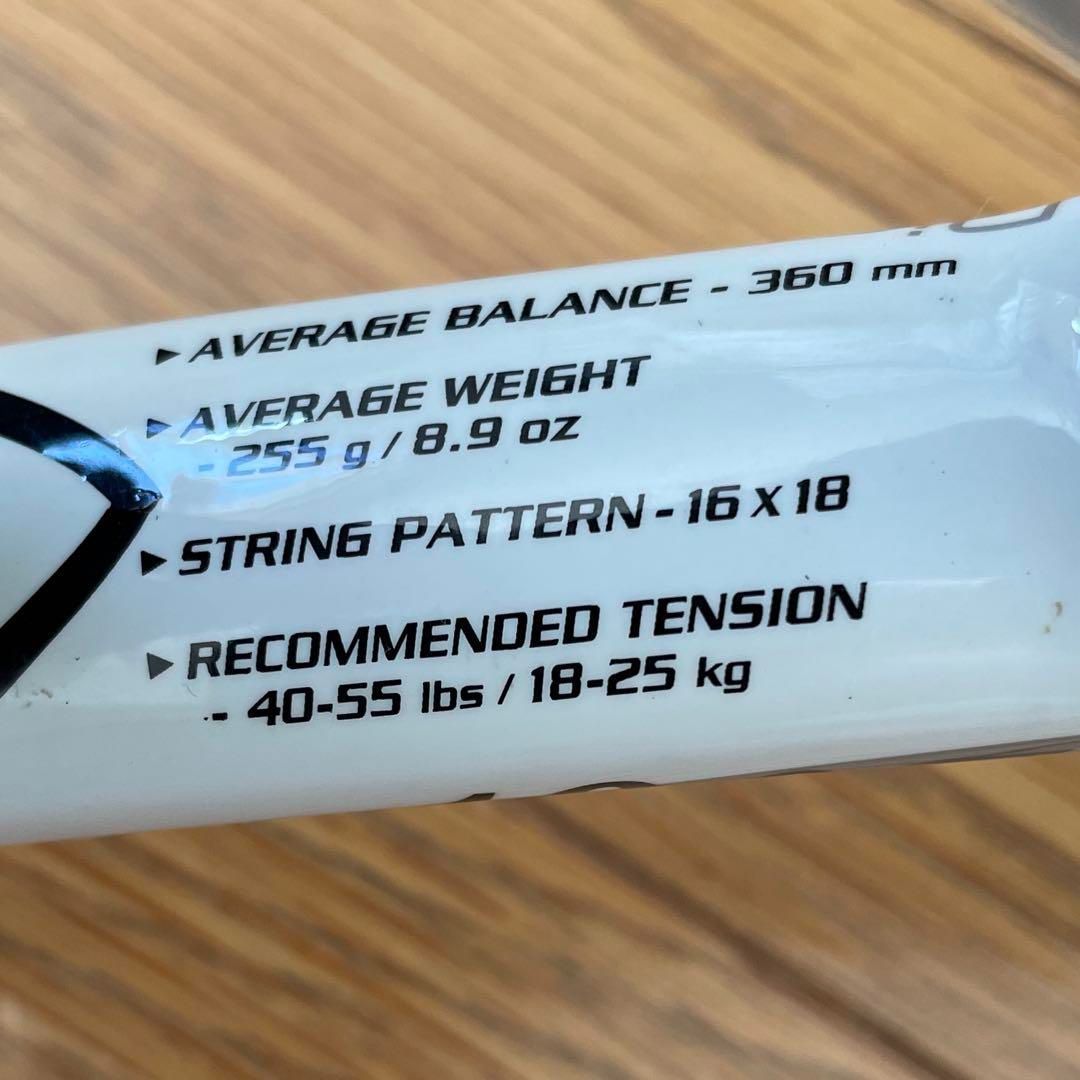 ▶ AVERAGE BALANCE - 360 mm
▶ AVERAGE WEIGHT
- 255 g / 8.9 oz
▶ STRING PATTERN - 16 X 18
▶ RECOMMENDED TENSION
- 40-55 lbs / 18-25 kg